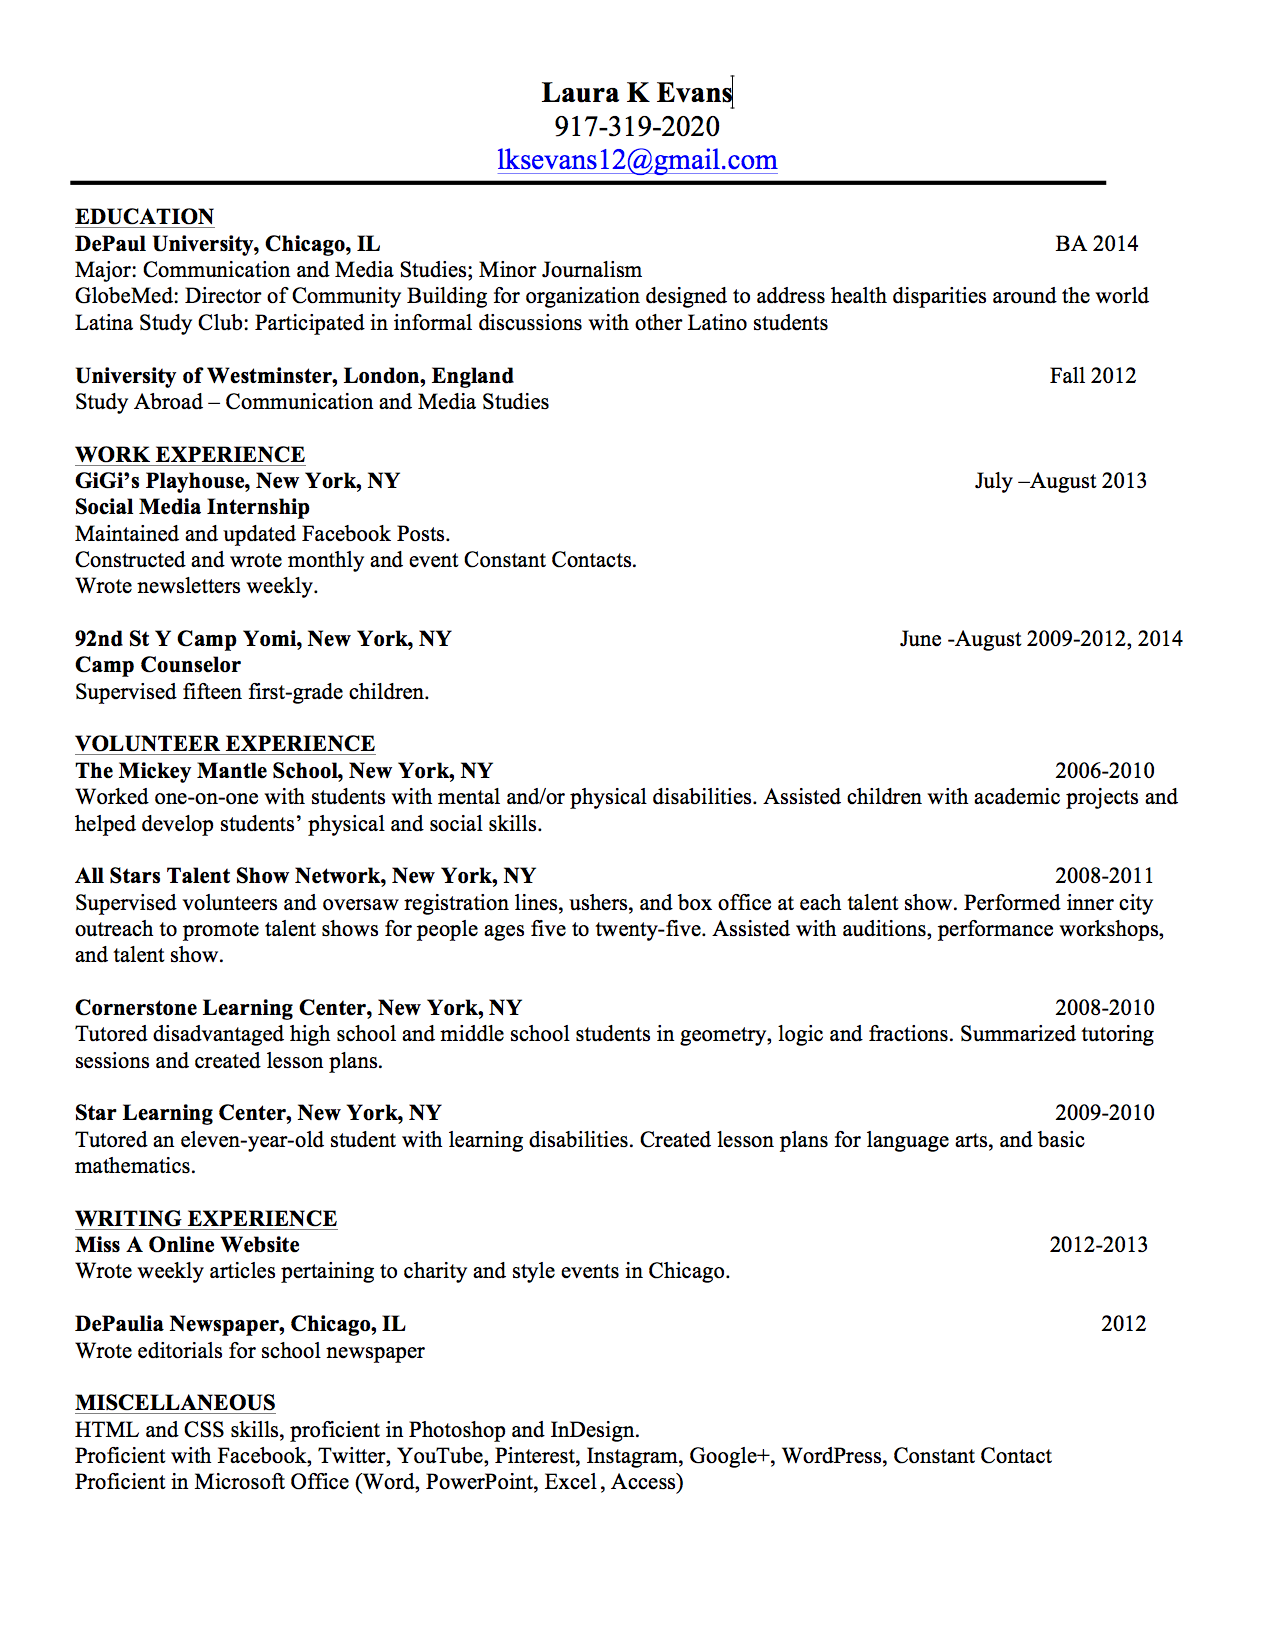 Laura K Evans
917-319-2020
lksevans12@gmail.com
EDUCATION
DePaul University, Chicago, IL BA 2014
Major: Communication and Media Studies; Minor Journalism
GlobeMed: Director of Community Building for organization designed to address health disparities around the world
Latina Study Club: Participated in informal discussions with other Latino students
University of Westminster, London, England Fall 2012
Study Abroad – Communication and Media Studies
WORK EXPERIENCE
GiGi’s Playhouse, New York, NY July –August 2013
Social Media Internship
Maintained and updated Facebook Posts.
Constructed and wrote monthly and event Constant Contacts.
Wrote newsletters weekly.
92nd St Y Camp Yomi, New York, NY June -August 2009-2012, 2014
Camp Counselor
Supervised fifteen first-grade children.
VOLUNTEER EXPERIENCE
The Mickey Mantle School, New York, NY 2006-2010
Worked one-on-one with students with mental and/or physical disabilities. Assisted children with academic projects and
helped develop students’ physical and social skills.
All Stars Talent Show Network, New York, NY 2008-2011
Supervised volunteers and oversaw registration lines, ushers, and box office at each talent show. Performed inner city
outreach to promote talent shows for people ages five to twenty-five. Assisted with auditions, performance workshops,
and talent show.
Cornerstone Learning Center, New York, NY 2008-2010
Tutored disadvantaged high school and middle school students in geometry, logic and fractions. Summarized tutoring
sessions and created lesson plans.
Star Learning Center, New York, NY 2009-2010
Tutored an eleven-year-old student with learning disabilities. Created lesson plans for language arts, and basic
mathematics.
WRITING EXPERIENCE
Miss A Online Website 2012-2013
Wrote weekly articles pertaining to charity and style events in Chicago.
DePaulia Newspaper, Chicago, IL 2012
Wrote editorials for school newspaper
MISCELLANEOUS
HTML and CSS skills, proficient in Photoshop and InDesign.
Proficient with Facebook, Twitter, YouTube, Pinterest, Instagram, Google+, WordPress, Constant Contact
Proficient in Microsoft Office (Word, PowerPoint, Excel, Access)